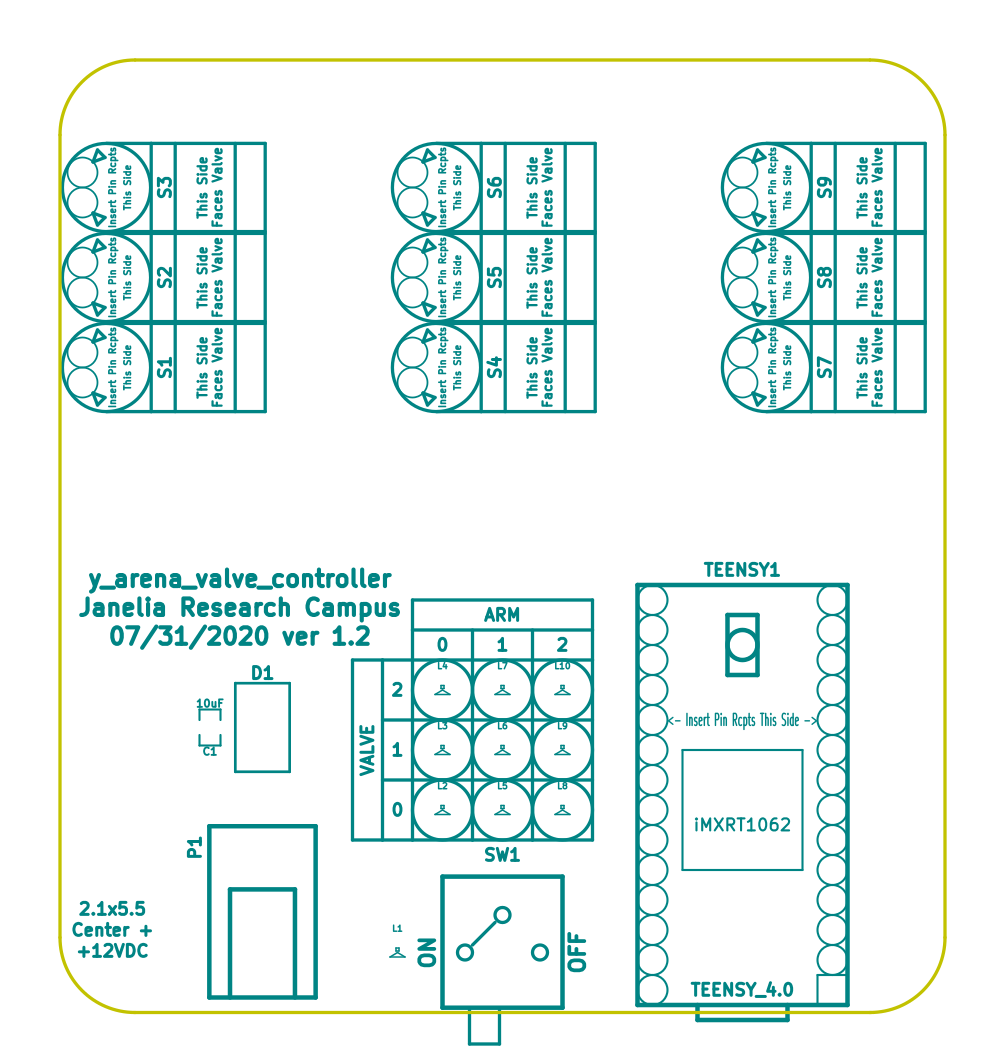 Insert Pin Rcpts
This Side
S3
This Side
Faces Valve
Insert Pin Rcpts
This Side
S6
This Side
Faces Valve
Insert Pin Rcpts
This Side
S9
This Side
Faces Valve
Insert Pin Rcpts
This Side
S2
This Side
Faces Valve
Insert Pin Rcpts
This Side
S5
This Side
Faces Valve
Insert Pin Rcpts
This Side
S8
This Side
Faces Valve
Insert Pin Rcpts
This Side
S1
This Side
Faces Valve
Insert Pin Rcpts
This Side
S4
This Side
Faces Valve
Insert Pin Rcpts
This Side
S7
This Side
Faces Valve
y_arena_valve_controller
Janelia Research Campus
07/31/2020 ver 1.2
D1
10uF
C1
P1
2.1x5.5
Center +
+12VDC
ARM
0 1 2
VALVE
2
L4 L7 L10
1
L3 L6 L9
0
L2 L5 L8
SW1
L1
ON
OFF
TEENSY1
<- Insert Pin Rcpts This Side ->
iMXRT1062
TEENSY_4.0